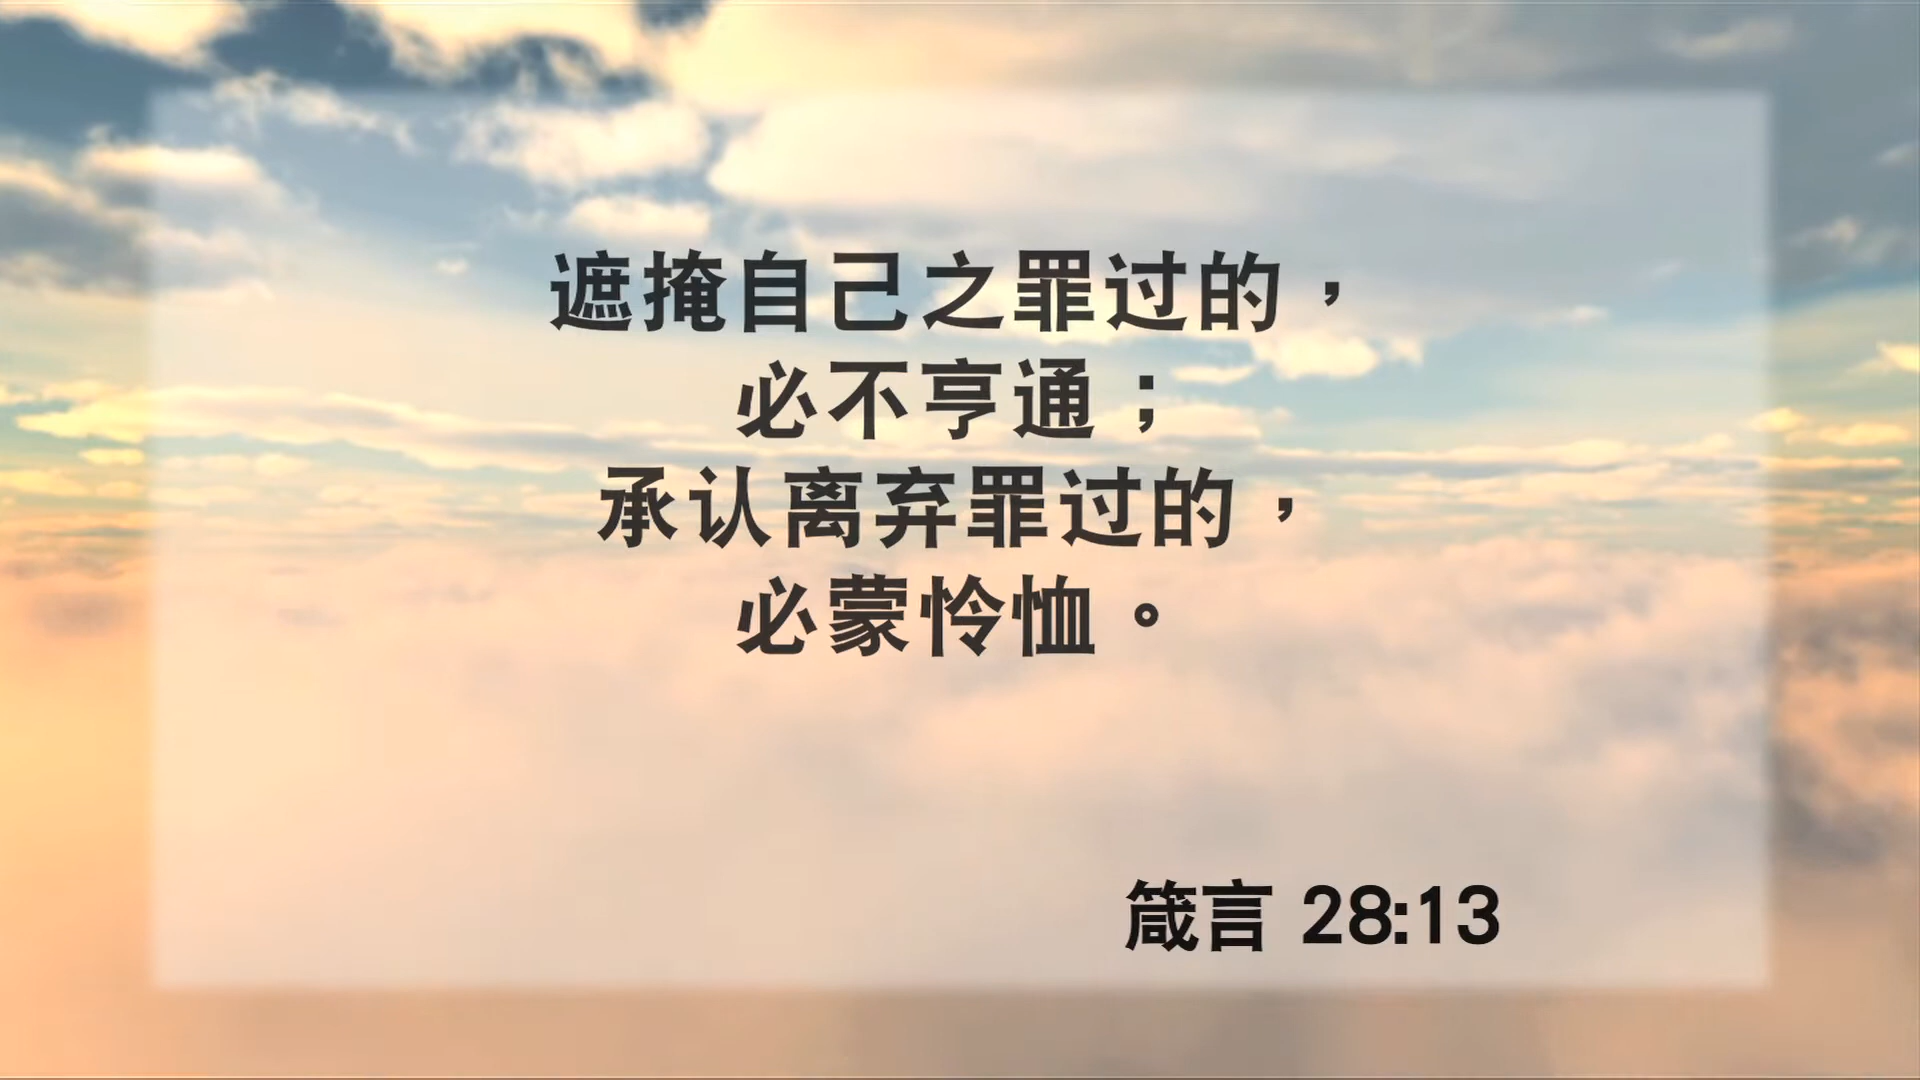 遮掩自己之罪过的，
必不亨通；
承认离弃罪过的，
必蒙怜恤。
箴言 28:13